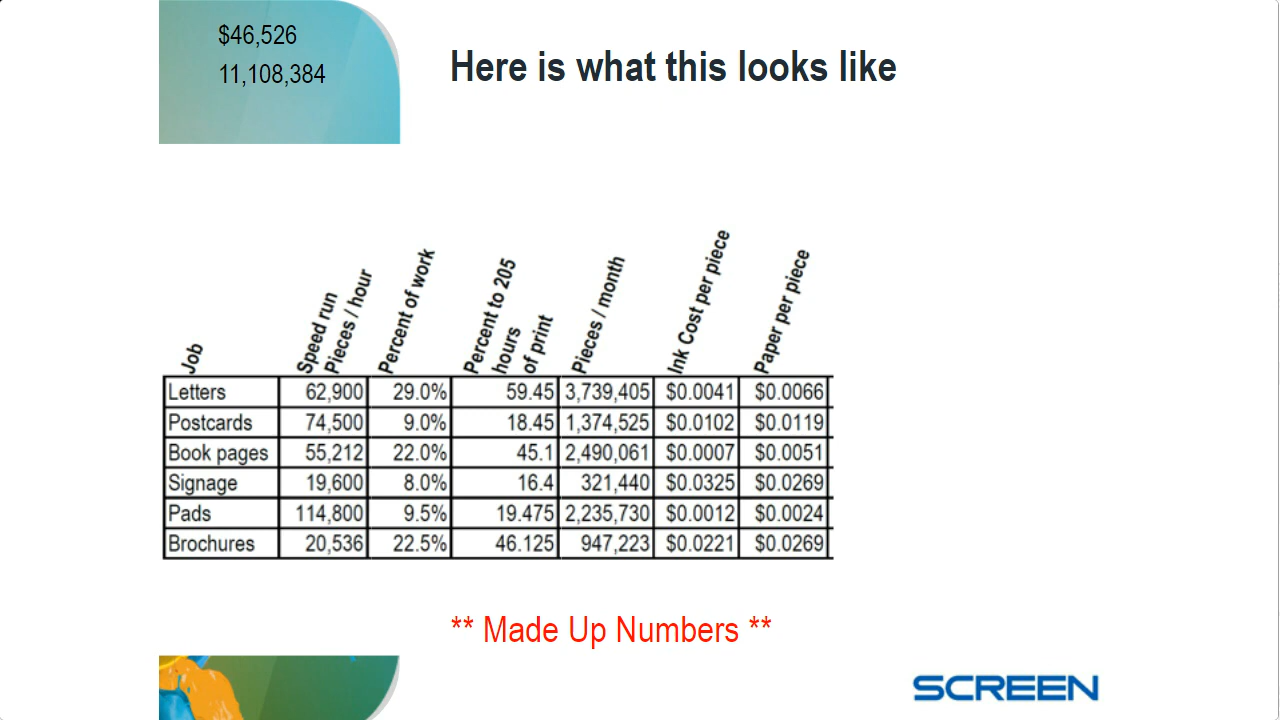 $46,526
11,108,384
Here is what this looks like
Job
Speed run
Pieces / hour
Percent of work
Percent to 205
hours
of print
Pieces / month
Ink Cost per piece
Paper per piece
Letters 62,900 29.0% 59.45 3,739,405 $0.0041 $0.0066
Postcards 74,500 9.0% 18.45 1,374,525 $0.0102 $0.0119
Book pages 55,212 22.0% 45.1 2,490,061 $0.0007 $0.0051
Signage 19,600 8.0% 16.4 321,440 $0.0325 $0.0269
Pads 114,800 9.5% 19.475 2,235,730 $0.0012 $0.0024
Brochures 20,536 22.5% 46.125 947,223 $0.0221 $0.0269
** Made Up Numbers **
SCREEN